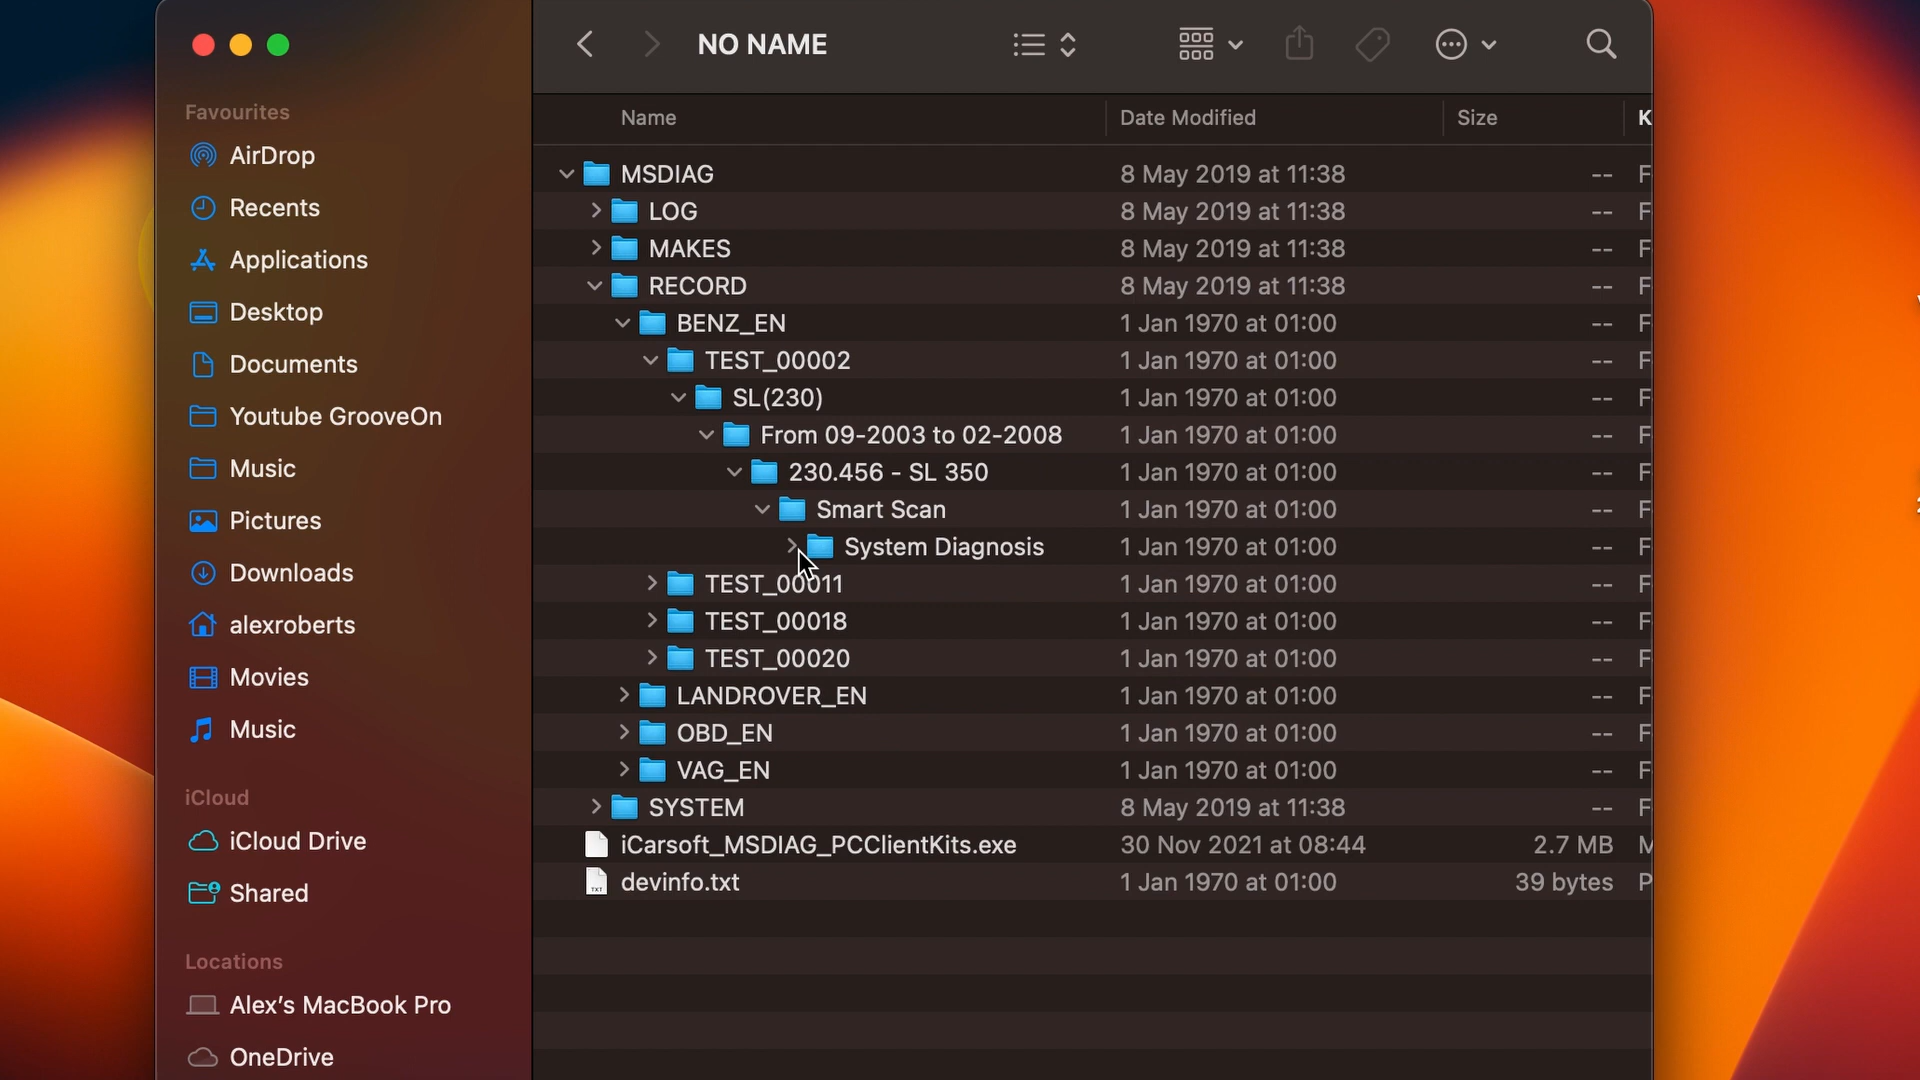 NO NAME
Favourites
AirDrop
Recents
Applications
Desktop
Documents
Youtube GrooveOn
Music
Pictures
Downloads
alexroberts
Movies
Music
iCloud
iCloud Drive
Shared
Locations
Alex's MacBook Pro
OneDrive
Name Date Modified Size K
MSDIAG 8 May 2019 at 11:38 -- F
LOG 8 May 2019 at 11:38 -- F
MAKES 8 May 2019 at 11:38 -- F
RECORD 8 May 2019 at 11:38 -- F
BENZ_EN 1 Jan 1970 at 01:00 -- F
TEST_00002 1 Jan 1970 at 01:00 -- F
SL(230) 1 Jan 1970 at 01:00 -- F
From 09-2003 to 02-2008 1 Jan 1970 at 01:00 -- F
230.456 - SL 350 1 Jan 1970 at 01:00 -- F
Smart Scan 1 Jan 1970 at 01:00 -- F
System Diagnosis 1 Jan 1970 at 01:00 -- F
TEST_00011 1 Jan 1970 at 01:00 -- F
TEST_00018 1 Jan 1970 at 01:00 -- F
TEST_00020 1 Jan 1970 at 01:00 -- F
LANDROVER_EN 1 Jan 1970 at 01:00 -- F
OBD_EN 1 Jan 1970 at 01:00 -- F
VAG_EN 1 Jan 1970 at 01:00 -- F
SYSTEM 8 May 2019 at 11:38 -- F
iCarsoft_MSDIAG_PCClientKits.exe 30 Nov 2021 at 08:44 2.7 MB M
devinfo.txt 1 Jan 1970 at 01:00 39 bytes P